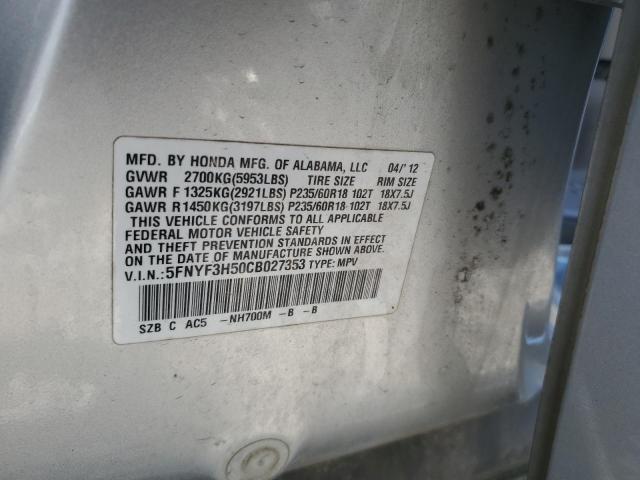 MFD. BY HONDA MFG. OF ALABAMA, LLC 04/'12
GVWR 2700KG(5953LBS) TIRE SIZE RIM SIZE
GAWR F 1325KG(2921LBS) P235/60R18 102T 18X7.5J
GAWR R 1450KG(3197LBS) P235/60R18 102T 18X7.5J
THIS VEHICLE CONFORMS TO ALL APPLICABLE
FEDERAL MOTOR VEHICLE SAFETY
AND THEFT PREVENTION STANDARDS IN EFFECT
ON THE DATE OF MANUFACTURE SHOWN ABOVE.
V.I.N.:5FNYF3H50CB027353 TYPE: MPV
SZB C AC5 -NH700M -B -B